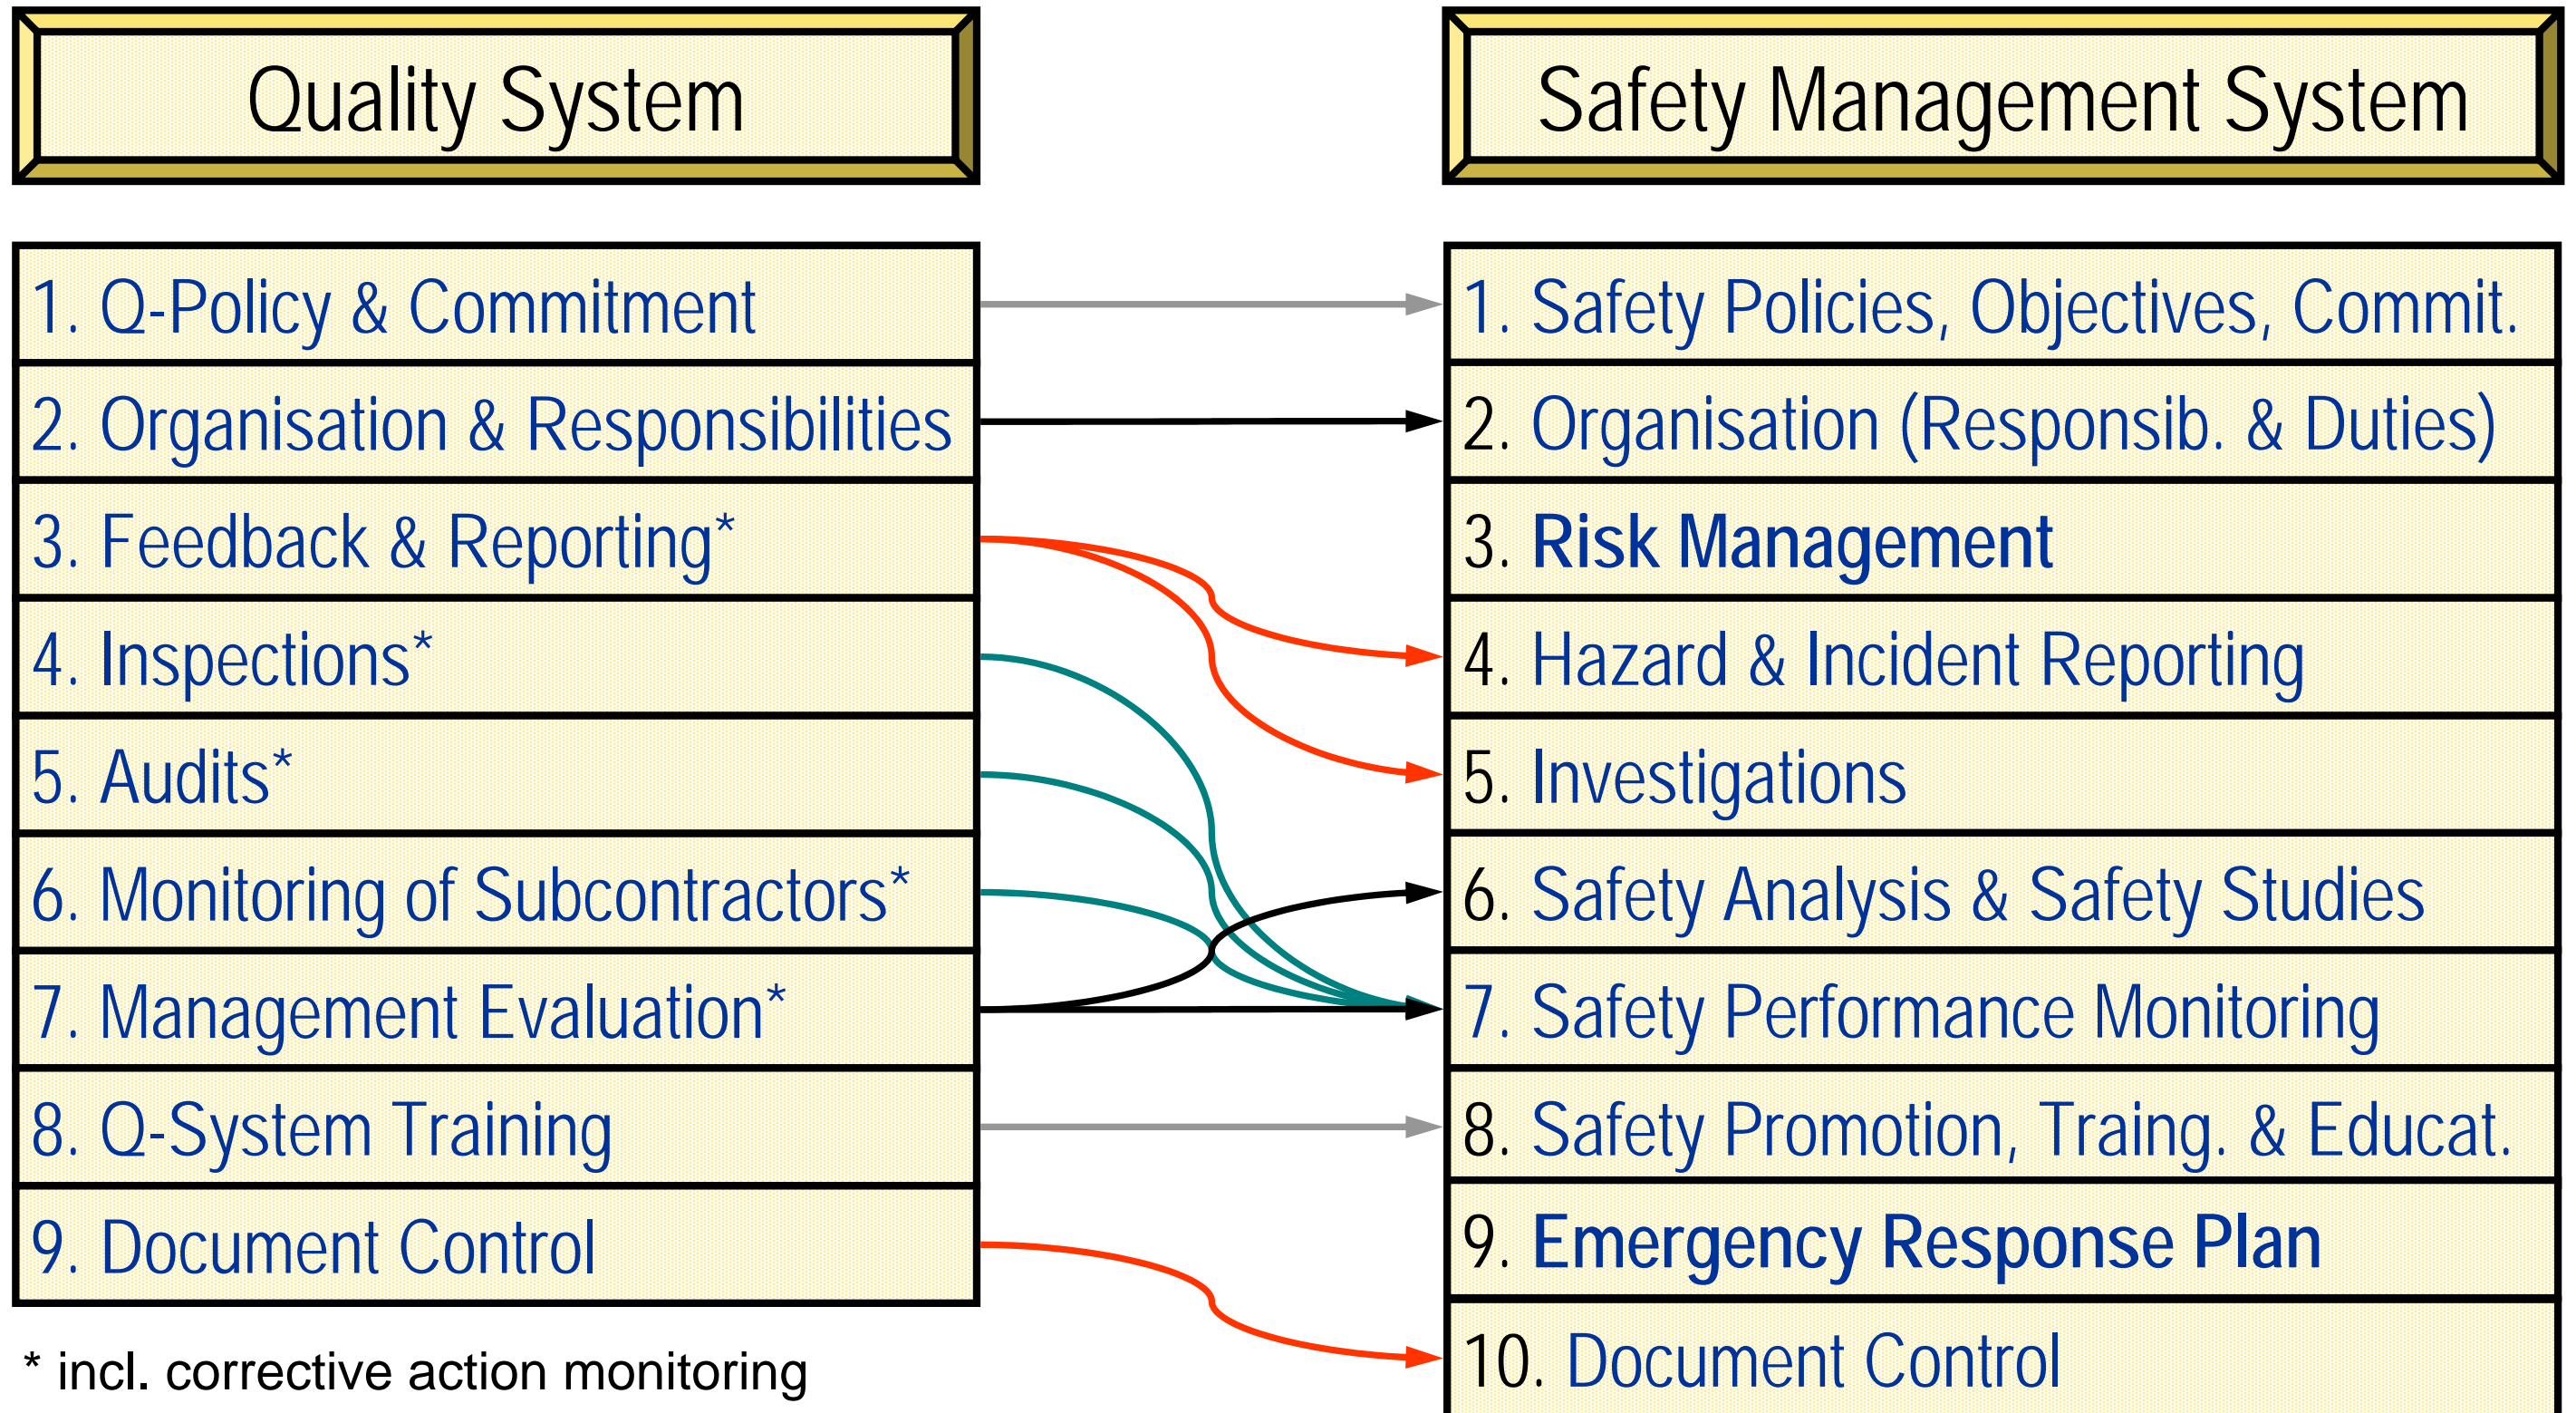 Quality System
Safety Management System
1. Q-Policy & Commitment
2. Organisation & Responsibilities
3. Feedback & Reporting*
4. Inspections*
5. Audits*
6. Monitoring of Subcontractors*
7. Management Evaluation*
8. Q-System Training
9. Document Control
* incl. corrective action monitoring
1. Safety Policies, Objectives, Commit.
2. Organisation (Responsib. & Duties)
3. Risk Management
4. Hazard & Incident Reporting
5. Investigations
6. Safety Analysis & Safety Studies
7. Safety Performance Monitoring
8. Safety Promotion, Traing. & Educat.
9. Emergency Response Plan
10. Document Control